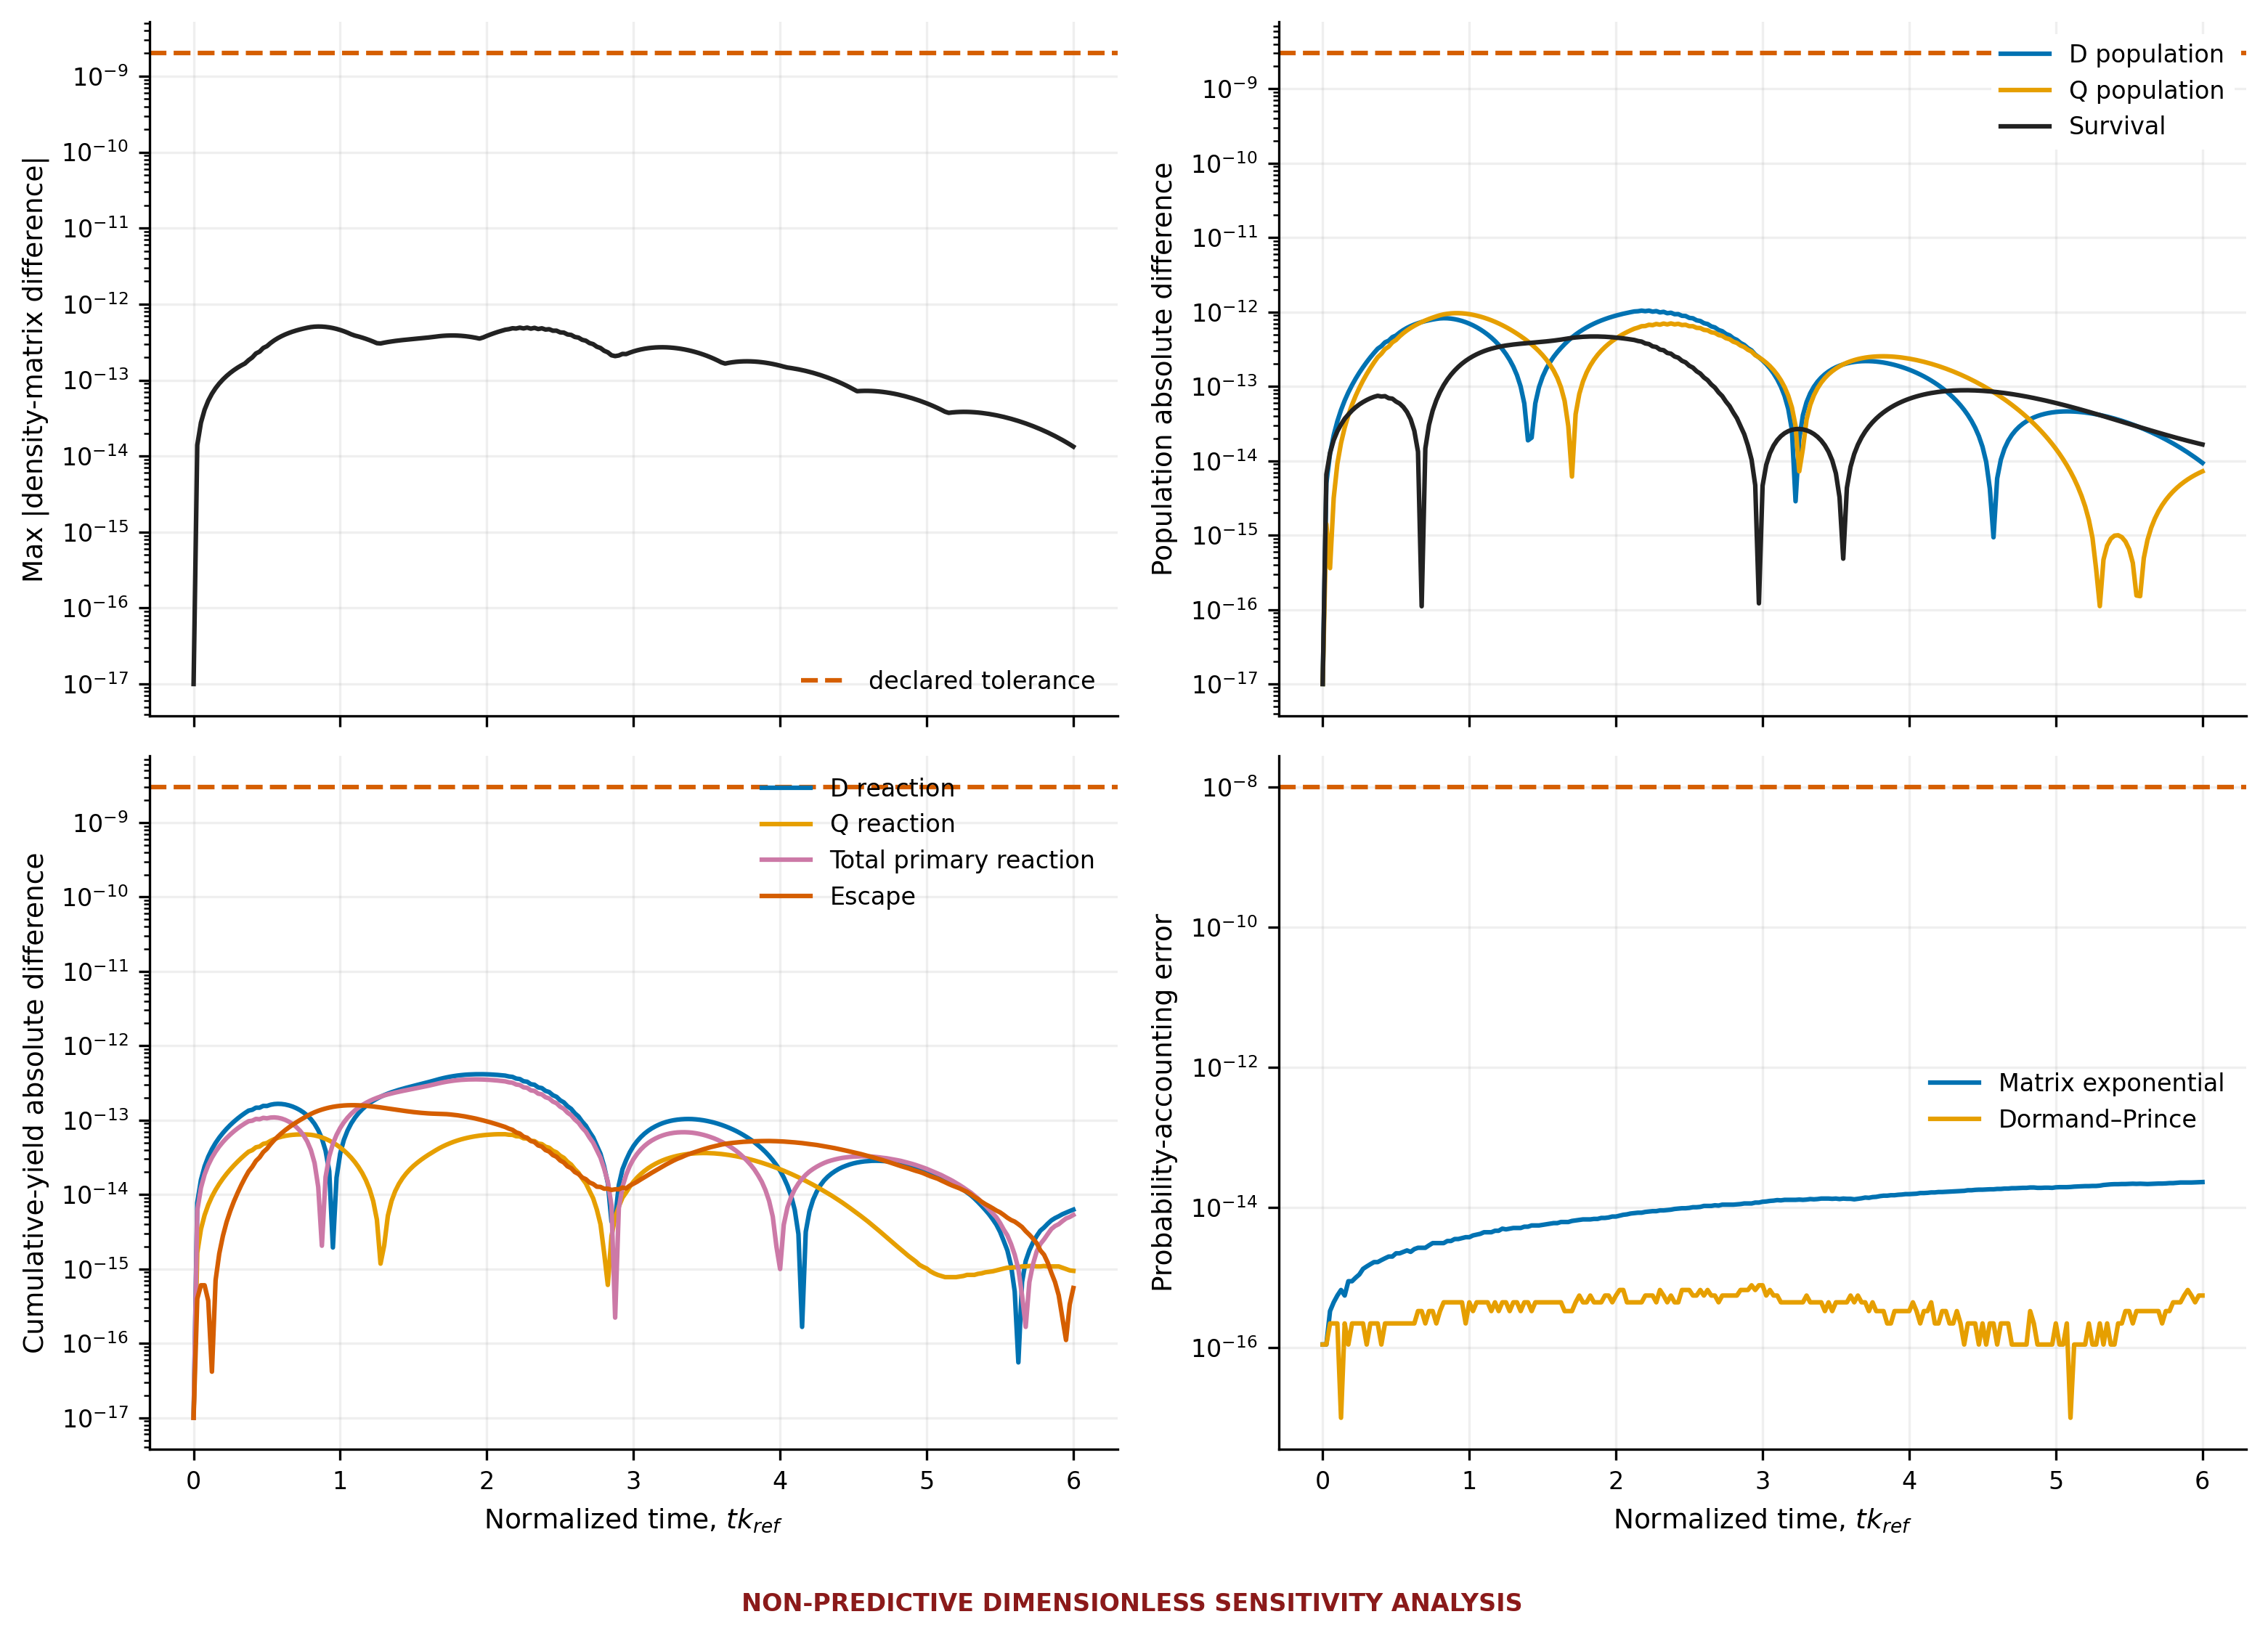 Max |density-matrix difference|
10⁻⁹
10⁻¹⁰
10⁻¹¹
10⁻¹²
10⁻¹³
10⁻¹⁴
10⁻¹⁵
10⁻¹⁶
10⁻¹⁷
declared tolerance
Population absolute difference
10⁻⁹
10⁻¹⁰
10⁻¹¹
10⁻¹²
10⁻¹³
10⁻¹⁴
10⁻¹⁵
10⁻¹⁶
10⁻¹⁷
D population
Q population
Survival
Cumulative-yield absolute difference
10⁻⁹
10⁻¹⁰
10⁻¹¹
10⁻¹²
10⁻¹³
10⁻¹⁴
10⁻¹⁵
10⁻¹⁶
10⁻¹⁷
D reaction
Q reaction
Total primary reaction
Escape
0 1 2 3 4 5 6
Normalized time, tk_ref
Probability-accounting error
10⁻⁸
10⁻¹⁰
10⁻¹²
10⁻¹⁴
10⁻¹⁶
Matrix exponential
Dormand–Prince
0 1 2 3 4 5 6
Normalized time, tk_ref
NON-PREDICTIVE DIMENSIONLESS SENSITIVITY ANALYSIS